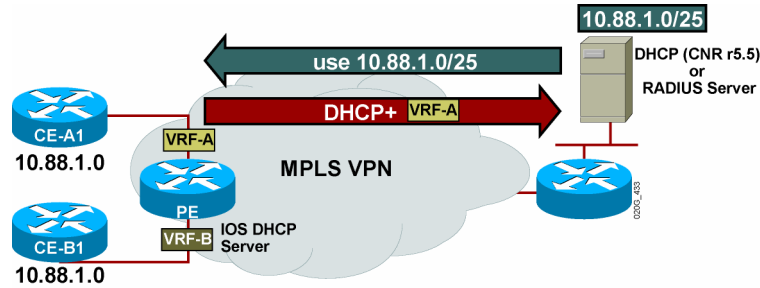 10.88.1.0/25
use 10.88.1.0/25
DHCP (CNR r5.5)
or
RADIUS Server
DHCP+ VRF-A
CE-A1
10.88.1.0
VRF-A
MPLS VPN
PE
VRF-B
IOS DHCP
Server
CE-B1
10.88.1.0
020G_433